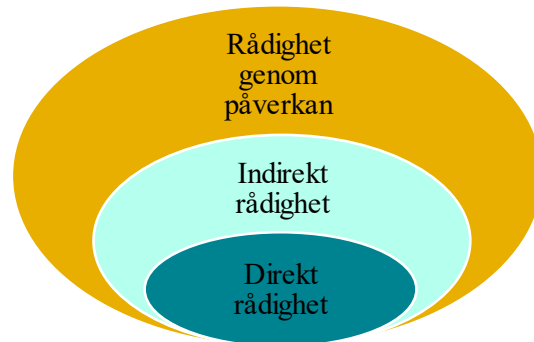 Rådighet
genom
påverkan
Indirekt
rådighet
Direkt
rådighet